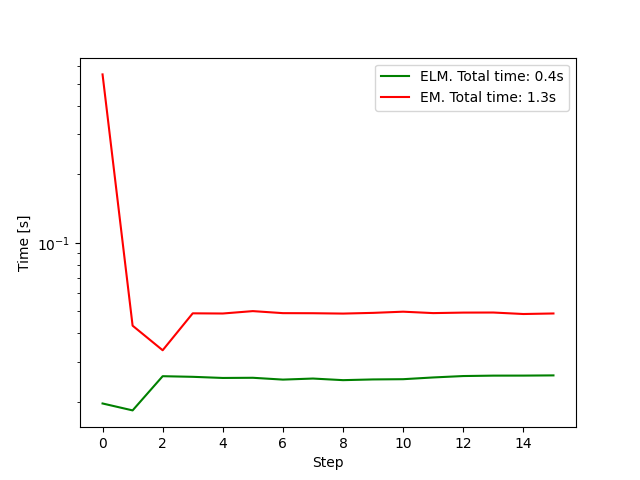 ELM. Total time: 0.4s
EM. Total time: 1.3s
Time [s]
10⁻¹
0 2 4 6 8 10 12 14
Step